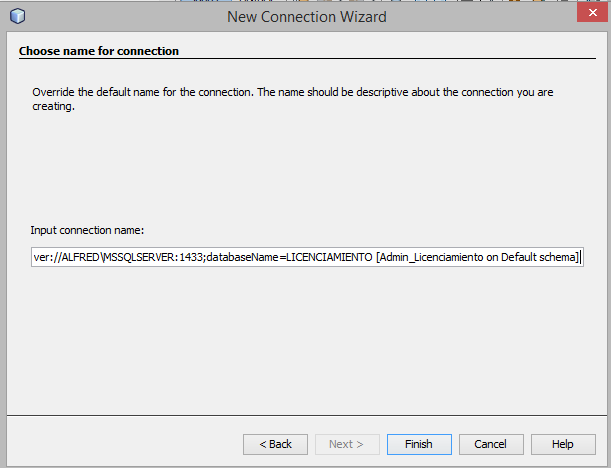 New Connection Wizard
Choose name for connection
Override the default name for the connection. The name should be descriptive about the connection you are
creating.
Input connection name:
ver://ALFRED\MSSQLSERVER:1433;databaseName=LICENCIAMIENTO [Admin_Licenciamiento on Default schema]
< Back
Next >
Finish
Cancel
Help